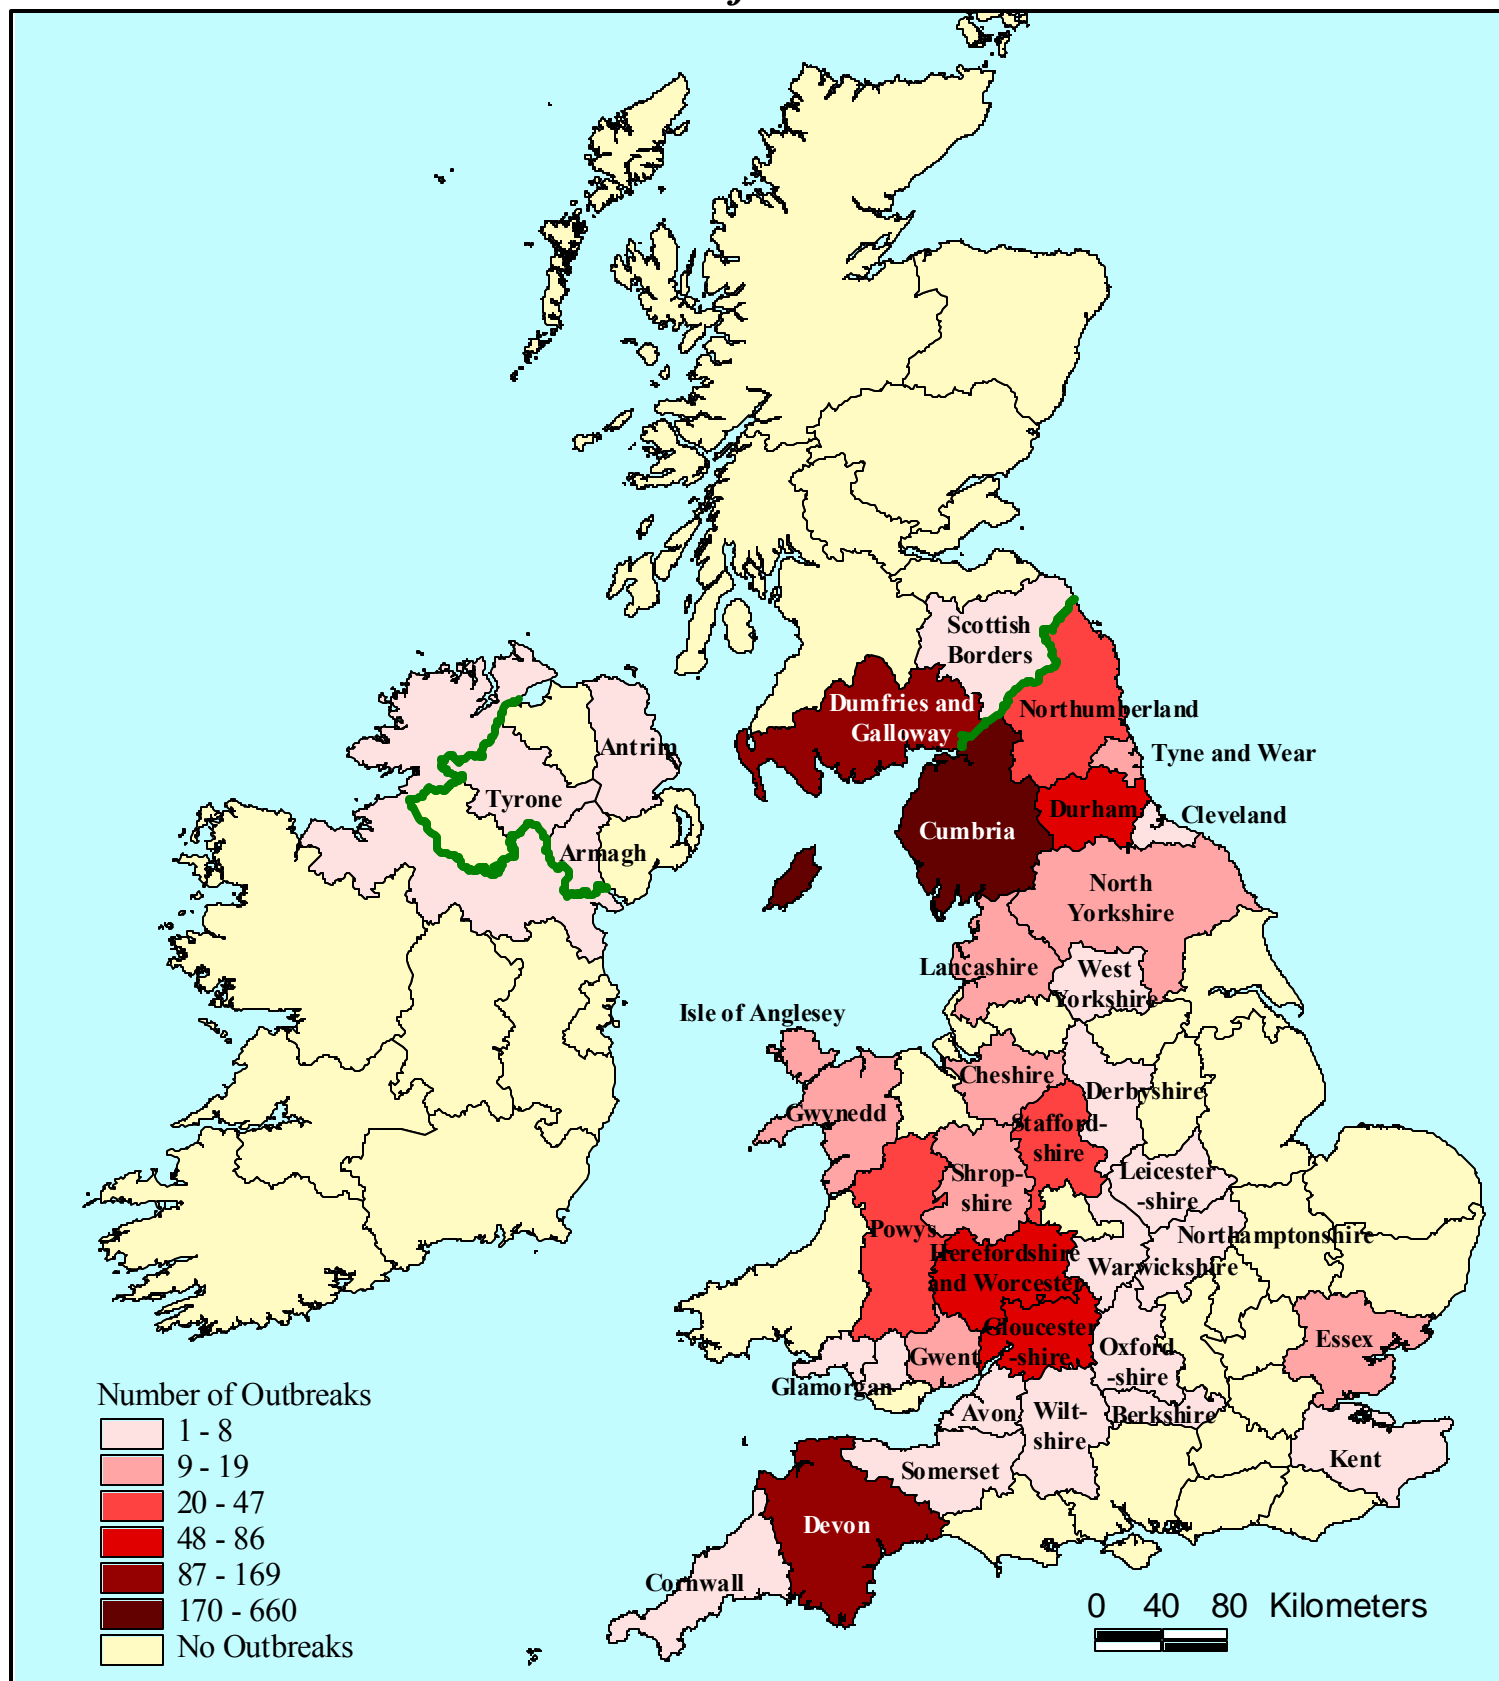 Scottish
Borders
Dumfries and
Galloway
Northumberland
Tyne and Wear
Antrim
Tyrone
Durham
Cleveland
Cumbria
Armagh
North
Yorkshire
Lancashire
West
Yorkshire
Isle of Anglesey
Cheshire
Derbyshire
Gwynedd
Stafford-
shire
Shrop-
shire
Leicester
-shire
Powys
Northamptonshire
Herefordshire
and Worcester
Warwickshire
Gloucester
-shire
Gwent
Oxford
-shire
Essex
Glamorgan
Avon
Wilt-
shire
Berkshire
Somerset
Kent
Devon
Cornwall
Number of Outbreaks
1 - 8
9 - 19
20 - 47
48 - 86
87 - 169
170 - 660
No Outbreaks
0 40 80 Kilometers